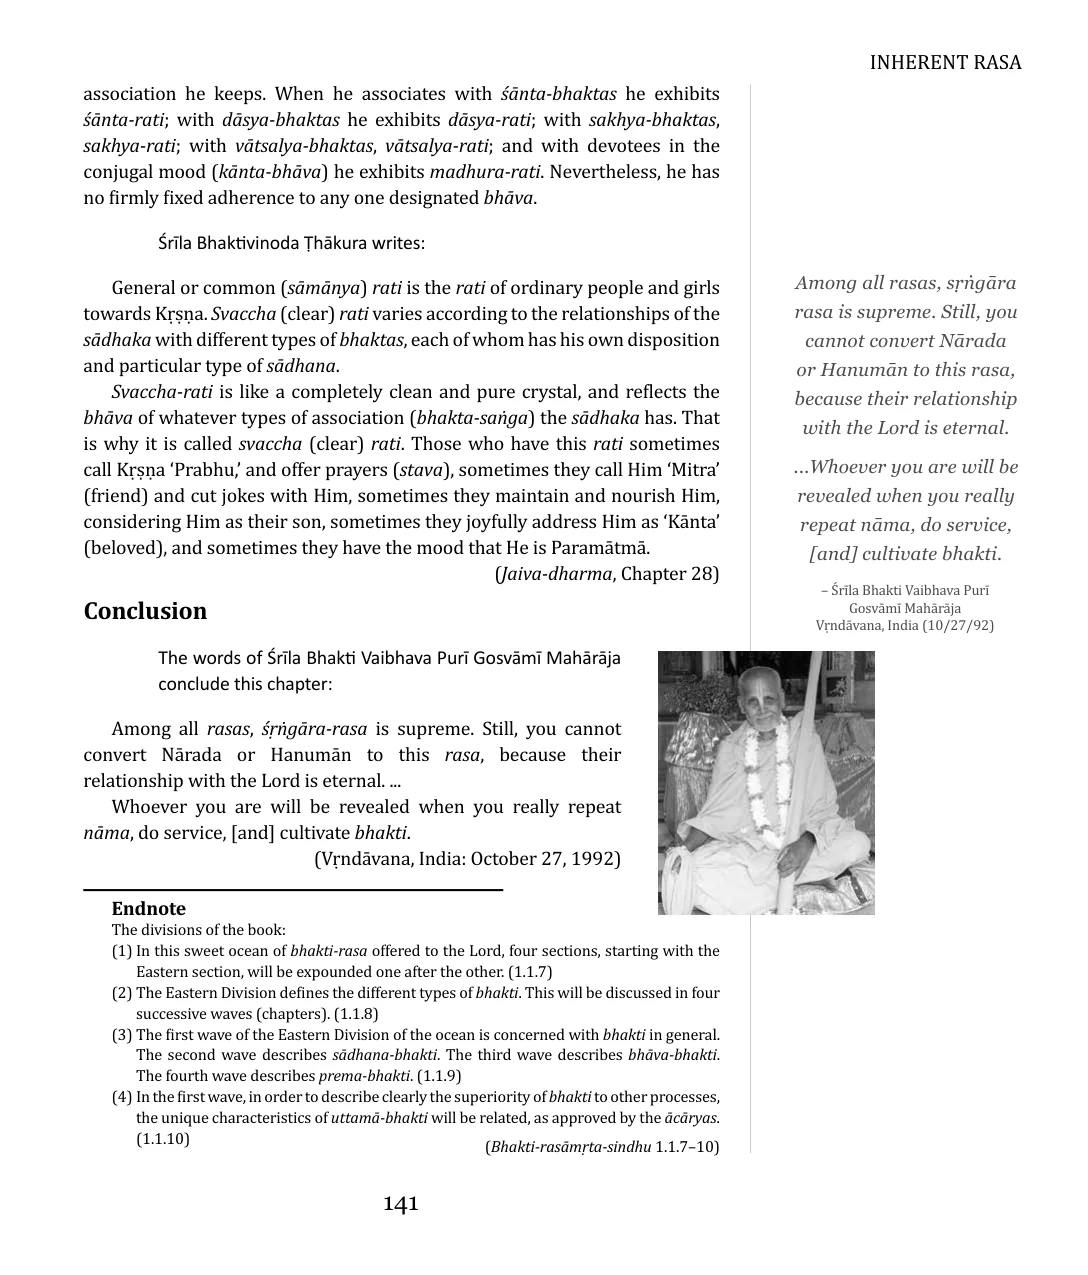 INHERENT RASA
association he keeps. When he associates with śānta-bhaktas he exhibits
śānta-rati; with dāsya-bhaktas he exhibits dāsya-rati; with sakhya-bhaktas,
sakhya-rati; with vātsalya-bhaktas, vātsalya-rati; and with devotees in the
conjugal mood (kānta-bhāva) he exhibits madhura-rati. Nevertheless, he has
no firmly fixed adherence to any one designated bhāva.
Śrīla Bhaktivinoda Ṭhākura writes:
General or common (sāmānya) rati is the rati of ordinary people and girls
towards Kṛṣṇa. Svaccha (clear) rati varies according to the relationships of the
sādhaka with different types of bhaktas, each of whom has his own disposition
and particular type of sādhana.
Svaccha-rati is like a completely clean and pure crystal, and reflects the
bhāva of whatever types of association (bhakta-saṅga) the sādhaka has. That
is why it is called svaccha (clear) rati. Those who have this rati sometimes
call Kṛṣṇa ‘Prabhu,’ and offer prayers (stava), sometimes they call Him ‘Mitra’
(friend) and cut jokes with Him, sometimes they maintain and nourish Him,
considering Him as their son, sometimes they joyfully address Him as ‘Kānta’
(beloved), and sometimes they have the mood that He is Paramātmā.
(Jaiva-dharma, Chapter 28)
Conclusion
The words of Śrīla Bhakti Vaibhava Purī Gosvāmī Mahārāja
conclude this chapter:
Among all rasas, śṛṅgāra-rasa is supreme. Still, you cannot
convert Nārada or Hanumān to this rasa, because their
relationship with the Lord is eternal. ...
Whoever you are will be revealed when you really repeat
nāma, do service, [and] cultivate bhakti.
(Vṛndāvana, India: October 27, 1992)
Among all rasas, sṛṅgāra
rasa is supreme. Still, you
cannot convert Nārada
or Hanumān to this rasa,
because their relationship
with the Lord is eternal.
...Whoever you are will be
revealed when you really
repeat nāma, do service,
[and] cultivate bhakti.
– Śrīla Bhakti Vaibhava Purī
Gosvāmī Mahārāja
Vṛndāvana, India (10/27/92)
Endnote
The divisions of the book:
(1) In this sweet ocean of bhakti-rasa offered to the Lord, four sections, starting with the
Eastern section, will be expounded one after the other. (1.1.7)
(2) The Eastern Division defines the different types of bhakti. This will be discussed in four
successive waves (chapters). (1.1.8)
(3) The first wave of the Eastern Division of the ocean is concerned with bhakti in general.
The second wave describes sādhana-bhakti. The third wave describes bhāva-bhakti.
The fourth wave describes prema-bhakti. (1.1.9)
(4) In the first wave, in order to describe clearly the superiority of bhakti to other processes,
the unique characteristics of uttamā-bhakti will be related, as approved by the ācāryas.
(1.1.10)
(Bhakti-rasāmṛta-sindhu 1.1.7–10)
141